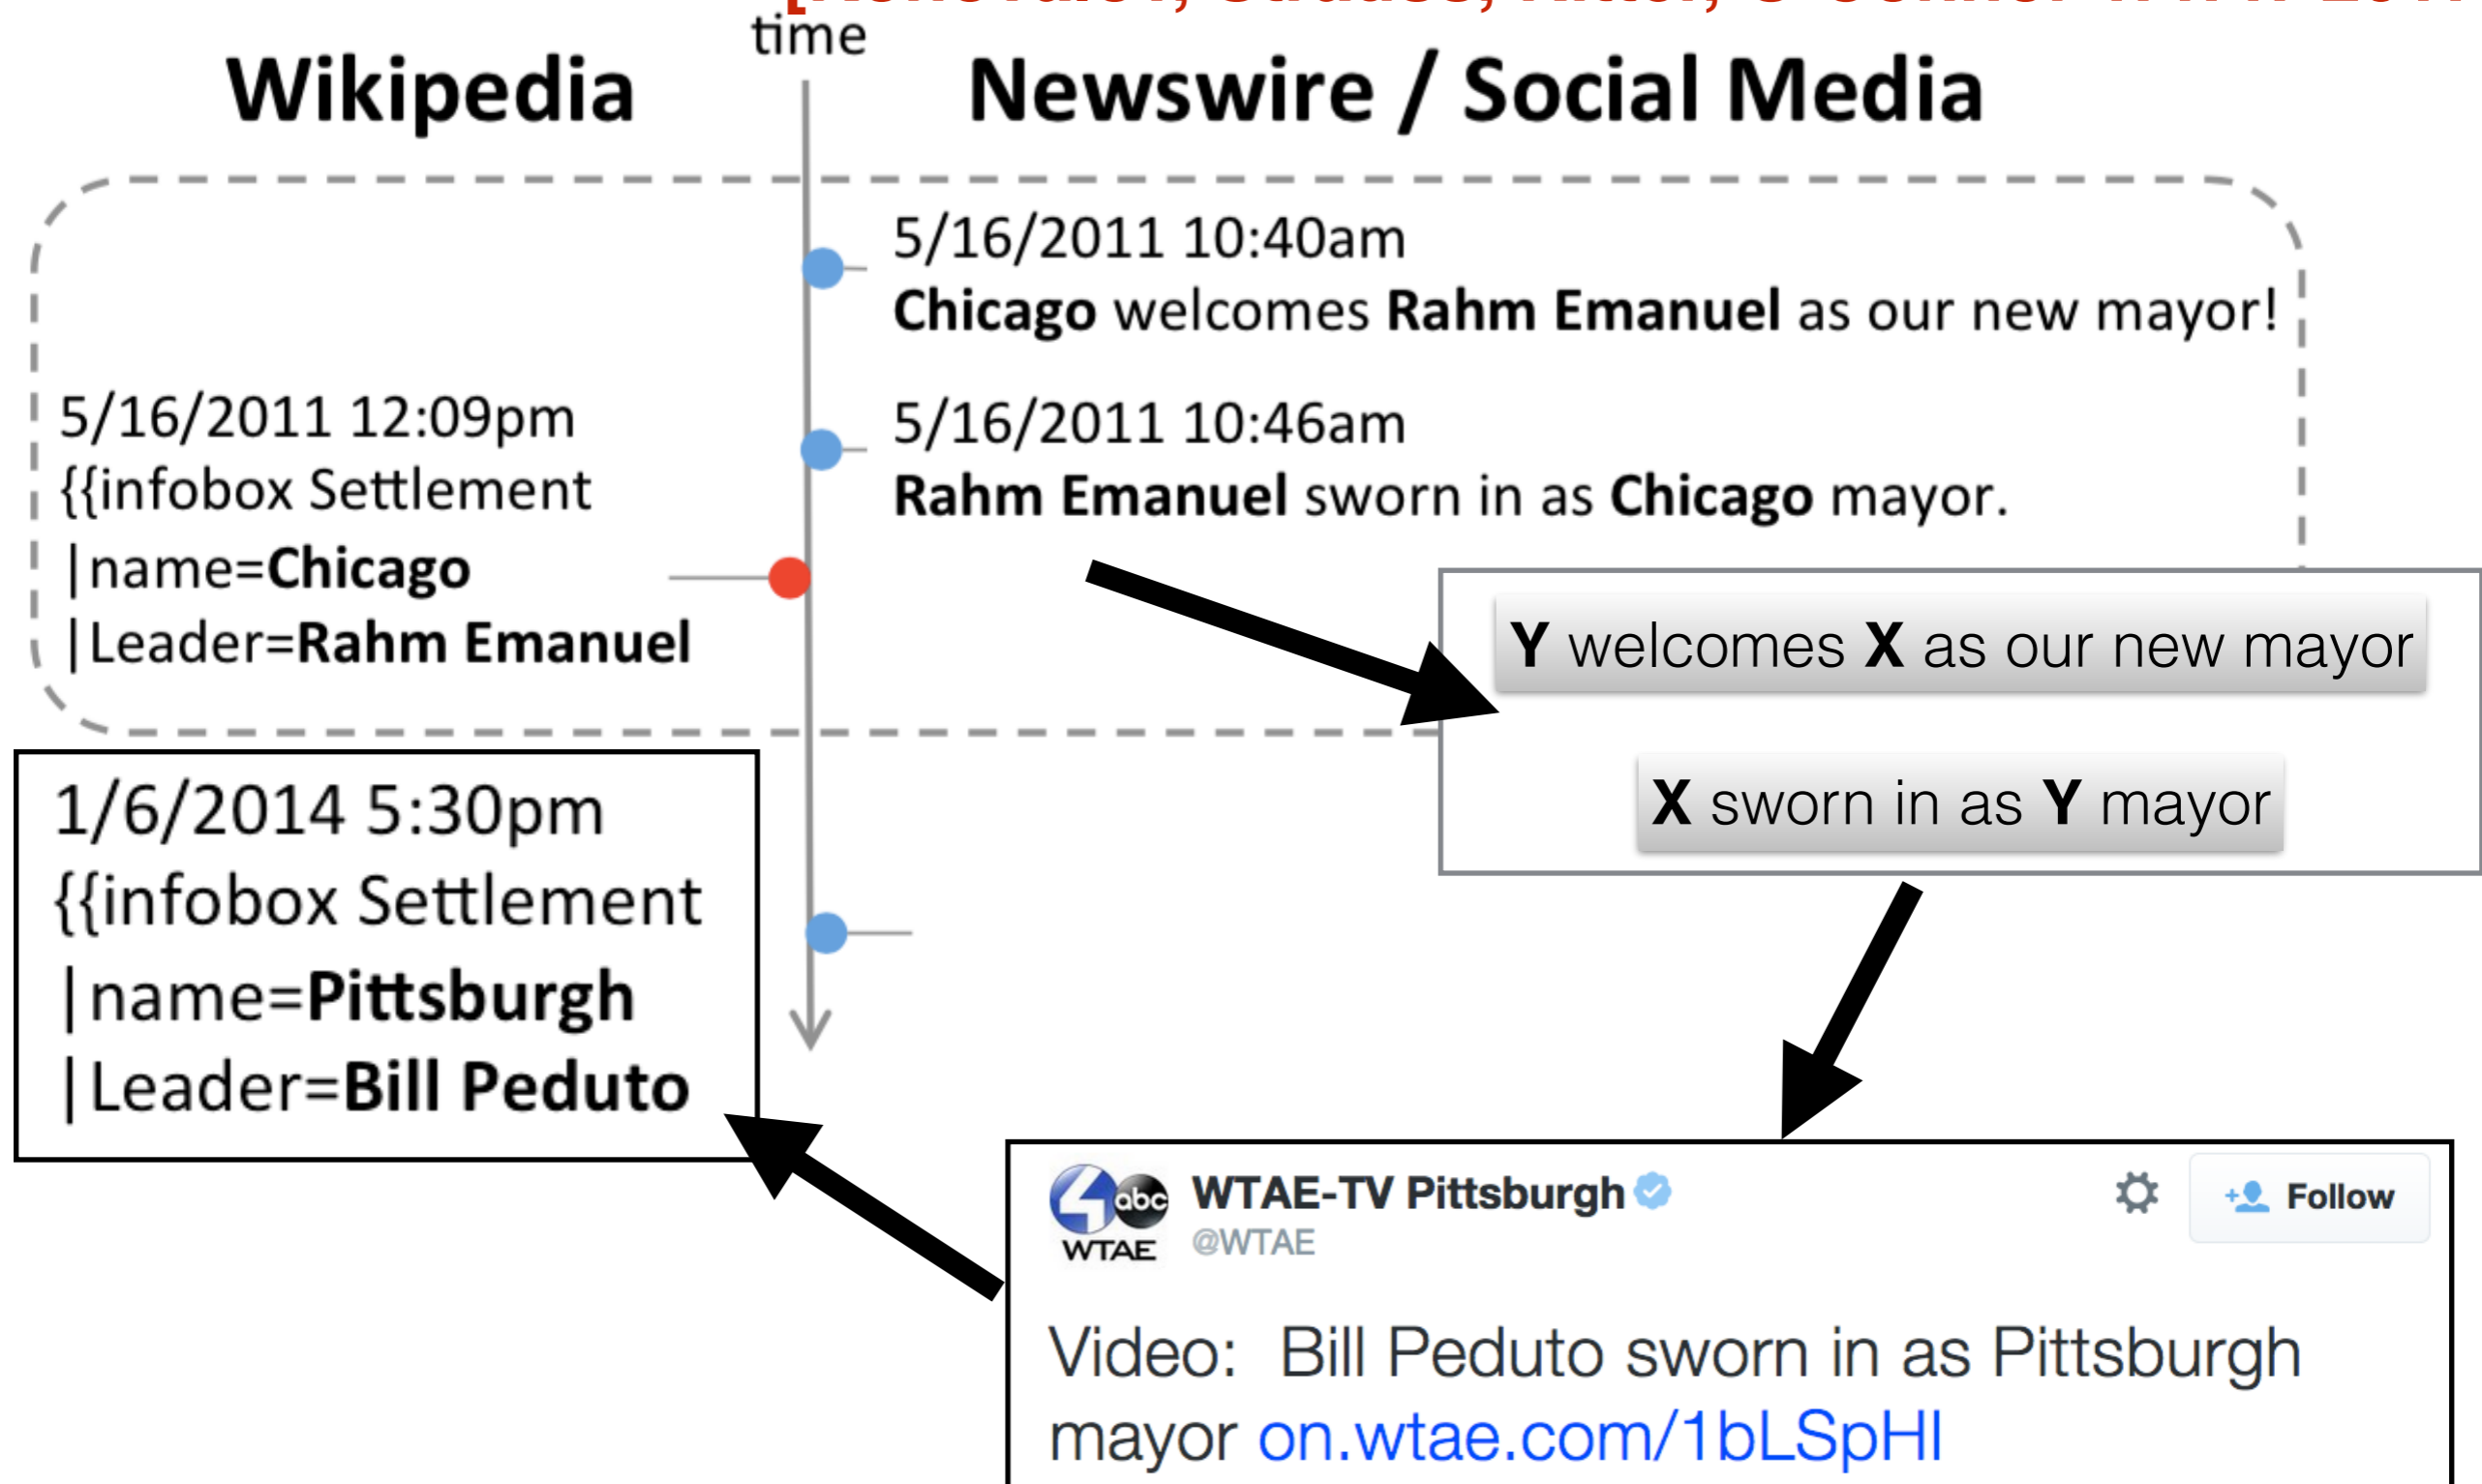 time
Wikipedia
Newswire / Social Media
5/16/2011 10:40am
Chicago welcomes Rahm Emanuel as our new mayor!
5/16/2011 12:09pm
{{infobox Settlement
|name=Chicago
|Leader=Rahm Emanuel
5/16/2011 10:46am
Rahm Emanuel sworn in as Chicago mayor.
Y welcomes X as our new mayor
X sworn in as Y mayor
1/6/2014 5:30pm
{{infobox Settlement
|name=Pittsburgh
|Leader=Bill Peduto
4 abc
WTAE
WTAE-TV Pittsburgh
@WTAE
Follow
Video: Bill Peduto sworn in as Pittsburgh
mayor on.wtae.com/1bLSpHI